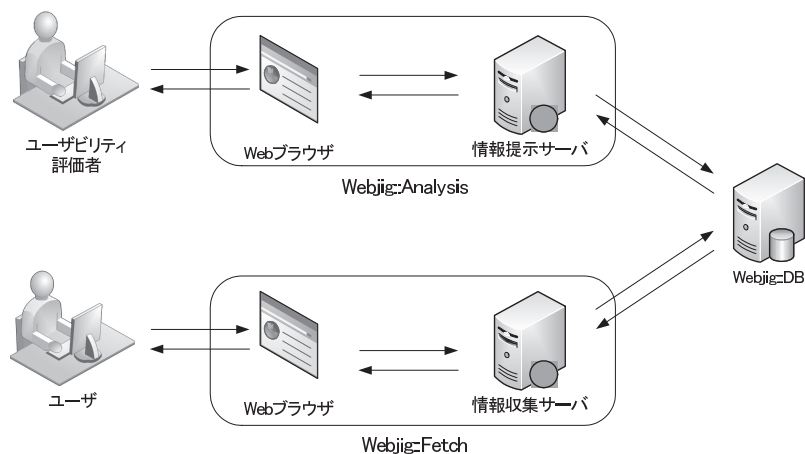 ユーザビリティ
評価者
Webブラウザ
情報提示サーバ
Webjig::Analysis
Webjig::DB
ユーザ
Webブラウザ
情報収集サーバ
Webjig::Fetch